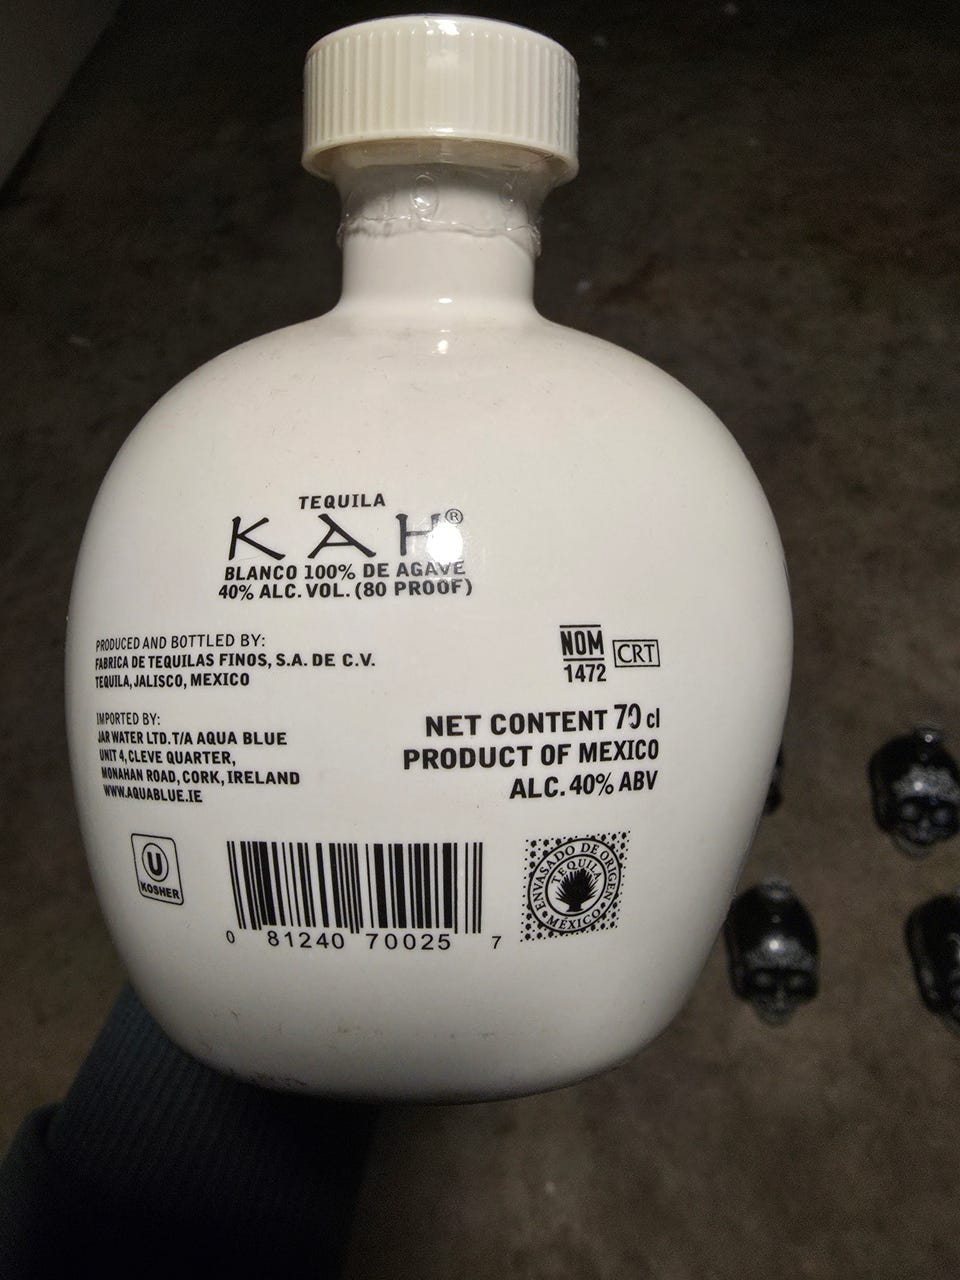 TEQUILA
KAH®
BLANCO 100% DE AGAVE
40% ALC. VOL. (80 PROOF)
PRODUCED AND BOTTLED BY:
FABRICA DE TEQUILAS FINOS, S.A. DE C.V.
TEQUILA, JALISCO, MEXICO
NOM
1472
CRT
IMPORTED BY:
JAR WATER LTD. T/A AQUA BLUE
UNIT 4, CLEVE QUARTER,
MONAHAN ROAD, CORK, IRELAND
WWW.AQUABLUE.IE
NET CONTENT 70 cl
PRODUCT OF MEXICO
ALC. 40% ABV
U
KOSHER
0 81240 70025 7
ENVASADO DE ORIGEN
TEQUILA
MÉXICO